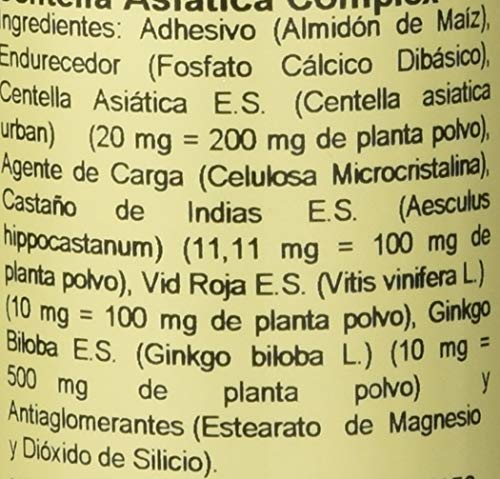 Centella Asiática Complex
Ingredientes: Adhesivo (Almidón de Maíz),
Endurecedor (Fosfato Cálcico Dibásico),
Centella Asiática E.S. (Centella asiatica
urban) (20 mg = 200 mg de planta polvo),
Agente de Carga (Celulosa Microcristalina),
Castaño de Indias E.S. (Aesculus
hippocastanum) (11,11 mg = 100 mg de
planta polvo), Vid Roja E.S. (Vitis vinifera L.)
(10 mg = 100 mg de planta polvo), Ginkgo
Biloba E.S. (Ginkgo biloba L.) (10 mg =
500 mg de planta polvo) y
Antiaglomerantes (Estearato de Magnesio
y Dióxido de Silicio).